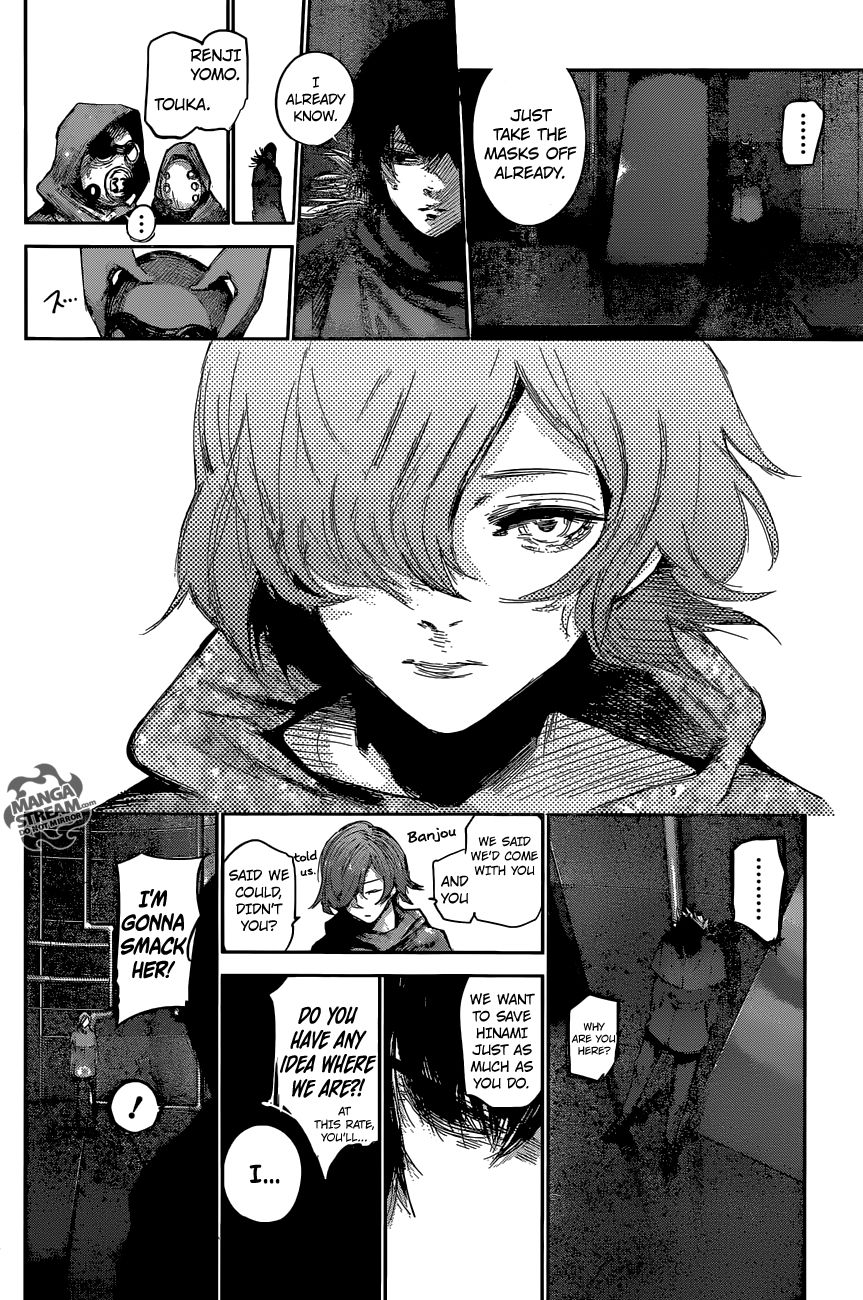 ......
JUST
TAKE THE
MASKS OFF
ALREADY.
I
ALREADY
KNOW.
RENJI
YOMO.
TOUKA.
...
ス...
......
WHY
ARE YOU
HERE?
WE SAID
WE'D COME
WITH YOU
AND
YOU
Banjou
told
us.
SAID WE
COULD,
DIDN'T
YOU?
WE WANT
TO SAVE
HINAMI
JUST AS
MUCH AS
YOU DO.
DO YOU
HAVE ANY
IDEA WHERE
WE ARE?!
AT
THIS RATE,
YOU'LL...
I...
I'M
GONNA
SMACK
HER!
!
MANGA
STREAM.com
DO NOT MIRROR